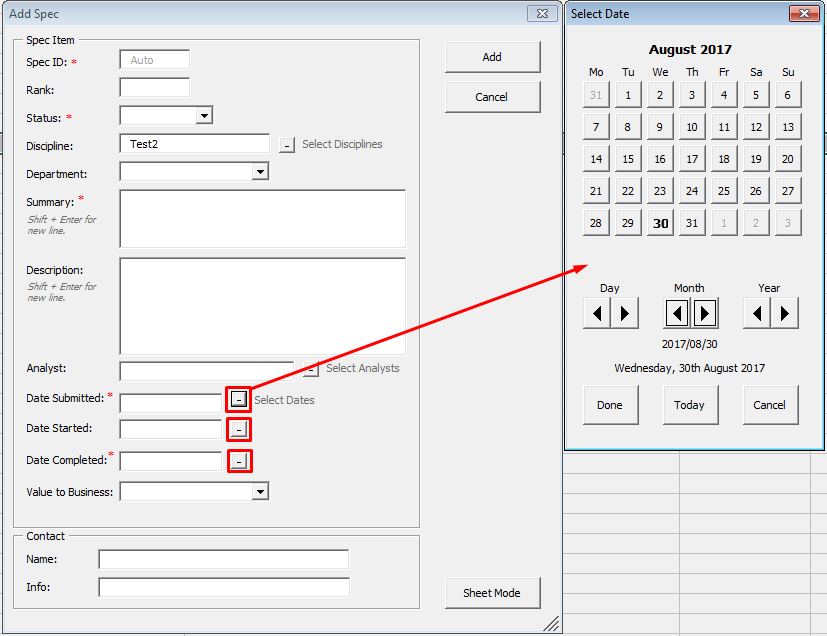 Add Spec
Spec Item
Spec ID: *
Auto
Rank:
Status: *
Discipline:
Test2
- Select Disciplines
Department:
Summary: *
Shift + Enter for
new line.
Description:
Shift + Enter for
new line.
Analyst:
- Select Analysts
Date Submitted: *
- Select Dates
Date Started:
-
Date Completed: *
-
Value to Business:
Contact
Name:
Info:
Add
Cancel
Sheet Mode
Select Date
August 2017
Mo Tu We Th Fr Sa Su
31 1 2 3 4 5 6
7 8 9 10 11 12 13
14 15 16 17 18 19 20
21 22 23 24 25 26 27
28 29 30 31 1 2 3
Day Month Year
2017/08/30
Wednesday, 30th August 2017
Done Today Cancel